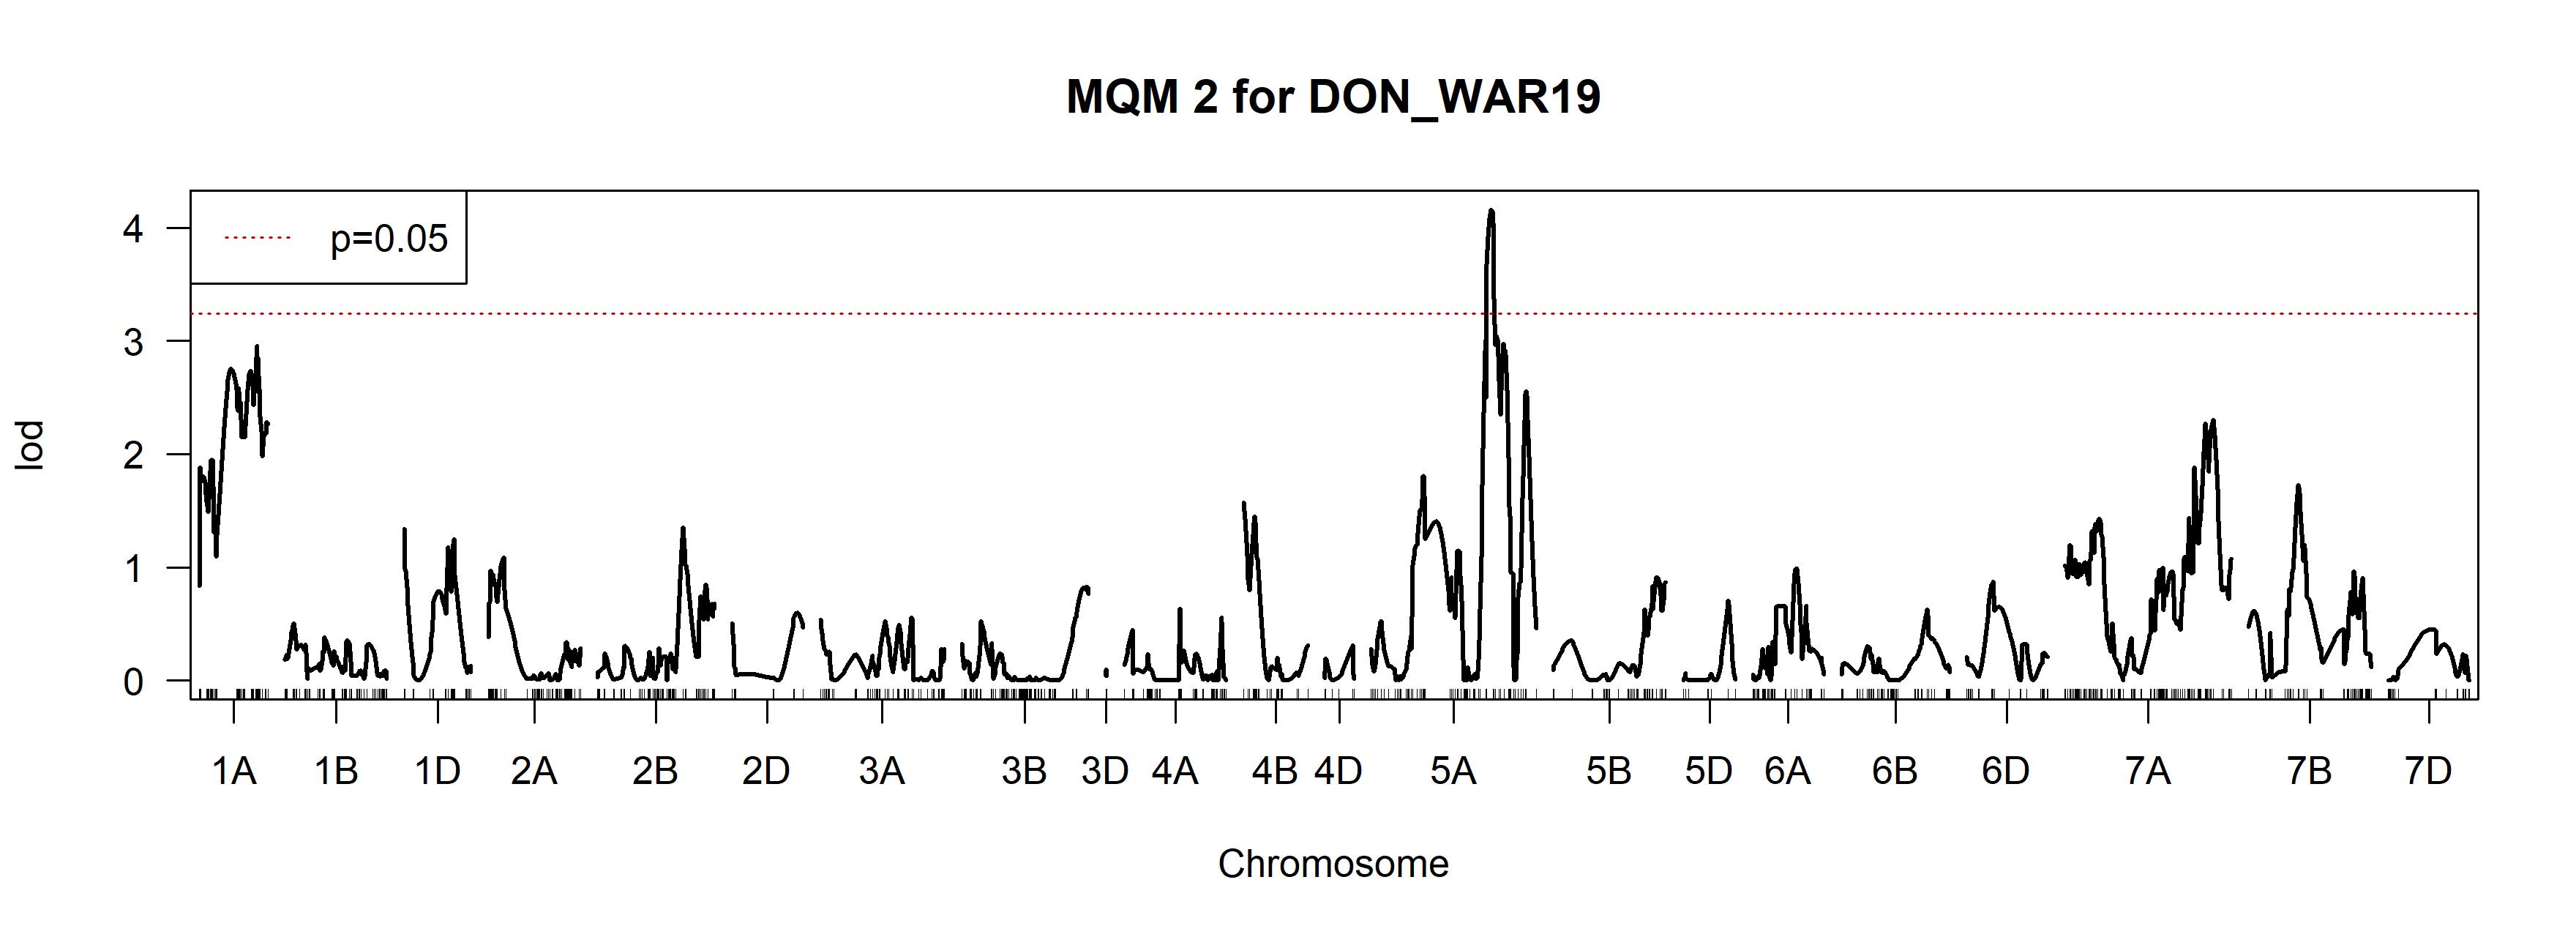 MQM 2 for DON_WAR19
p=0.05
4
3
2
1
0
lod
1A 1B 1D 2A 2B 2D 3A 3B 3D 4A 4B 4D 5A 5B 5D 6A 6B 6D 7A 7B 7D
Chromosome